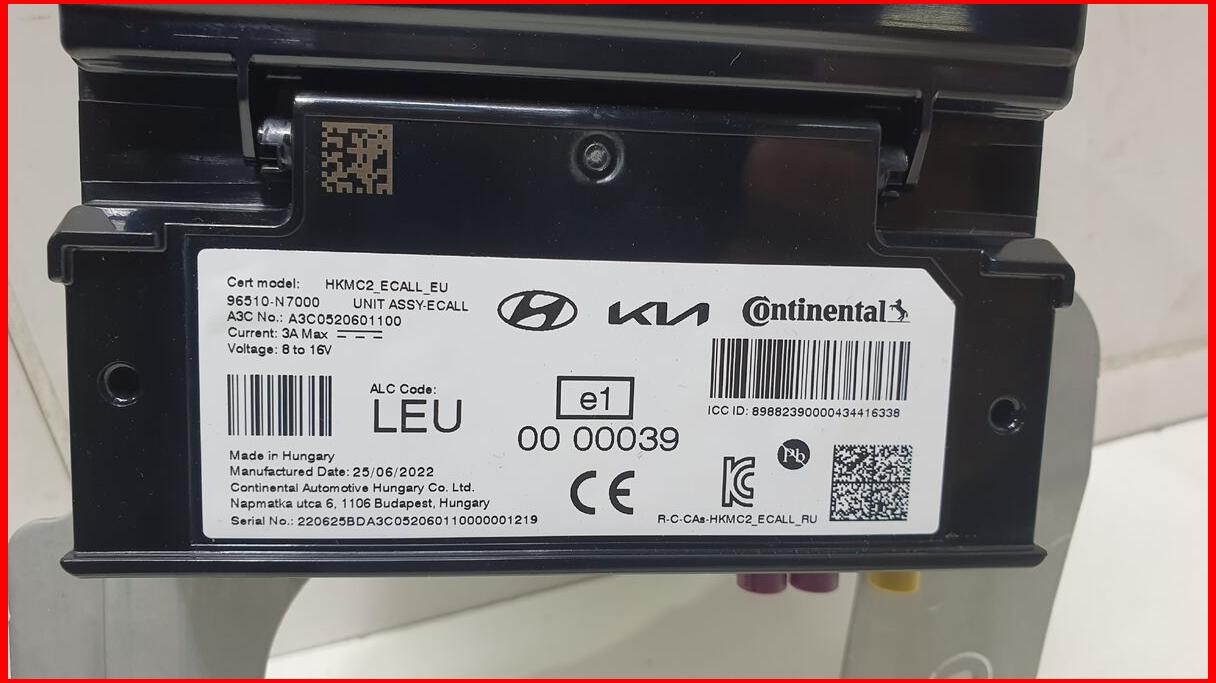 Cert model: HKMC2_ECALL_EU
96510-N7000 UNIT ASSY-ECALL
A3C No.: A3C0520601100
Current: 3A Max
Voltage: 8 to 16V
KIA
Continental
ALC Code:
LEU
e1
00 00039
ICC ID: 89882390000434416338
Made in Hungary
Manufactured Date: 25/06/2022
Continental Automotive Hungary Co. Ltd.
Napmatka utca 6, 1106 Budapest, Hungary
Serial No.: 220625BDA3C052060110000001219
CE
KC
Pb
R-C-CAs-HKMC2_ECALL_RU